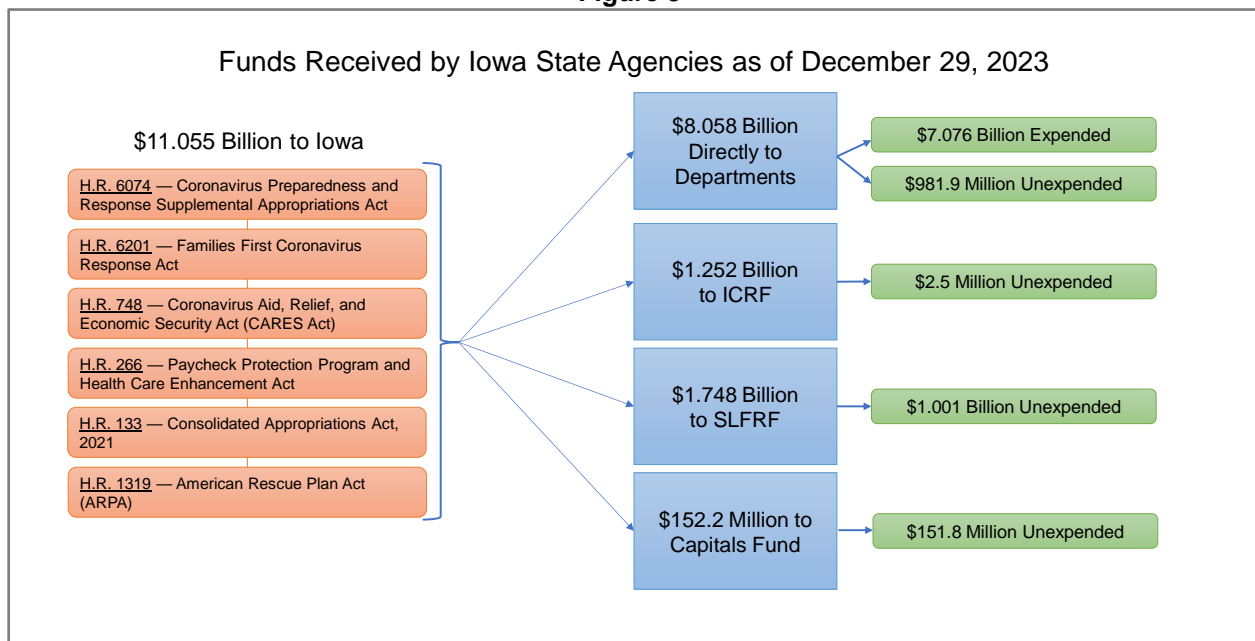 Funds Received by Iowa State Agencies as of December 29, 2023
$11.055 Billion to Iowa
H.R. 6074 — Coronavirus Preparedness and
Response Supplemental Appropriations Act
H.R. 6201 — Families First Coronavirus
Response Act
H.R. 748 — Coronavirus Aid, Relief, and
Economic Security Act (CARES Act)
H.R. 266 — Paycheck Protection Program and
Health Care Enhancement Act
H.R. 133 — Consolidated Appropriations Act,
2021
H.R. 1319 — American Rescue Plan Act
(ARPA)
$8.058 Billion
Directly to
Departments
$7.076 Billion Expended
$981.9 Million Unexpended
$1.252 Billion
to ICRF
$2.5 Million Unexpended
$1.748 Billion
to SLFRF
$1.001 Billion Unexpended
$152.2 Million to
Capitals Fund
$151.8 Million Unexpended